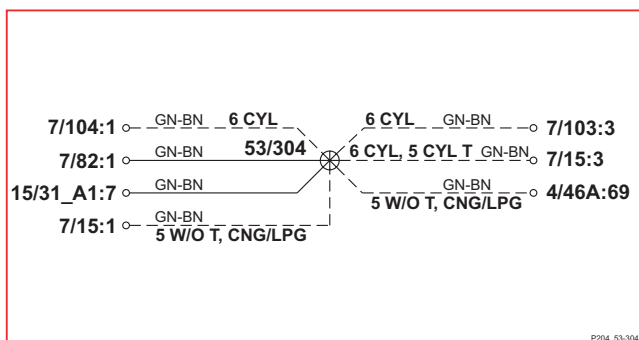 7/104:1 GN-BN 6 CYL 6 CYL GN-BN 7/103:3
7/82:1 GN-BN 53/304 6 CYL, 5 CYL T GN-BN 7/15:3
15/31_A1:7 GN-BN GN-BN 4/46A:69
7/15:1 GN-BN 5 W/O T, CNG/LPG
5 W/O T, CNG/LPG
P204_53-304